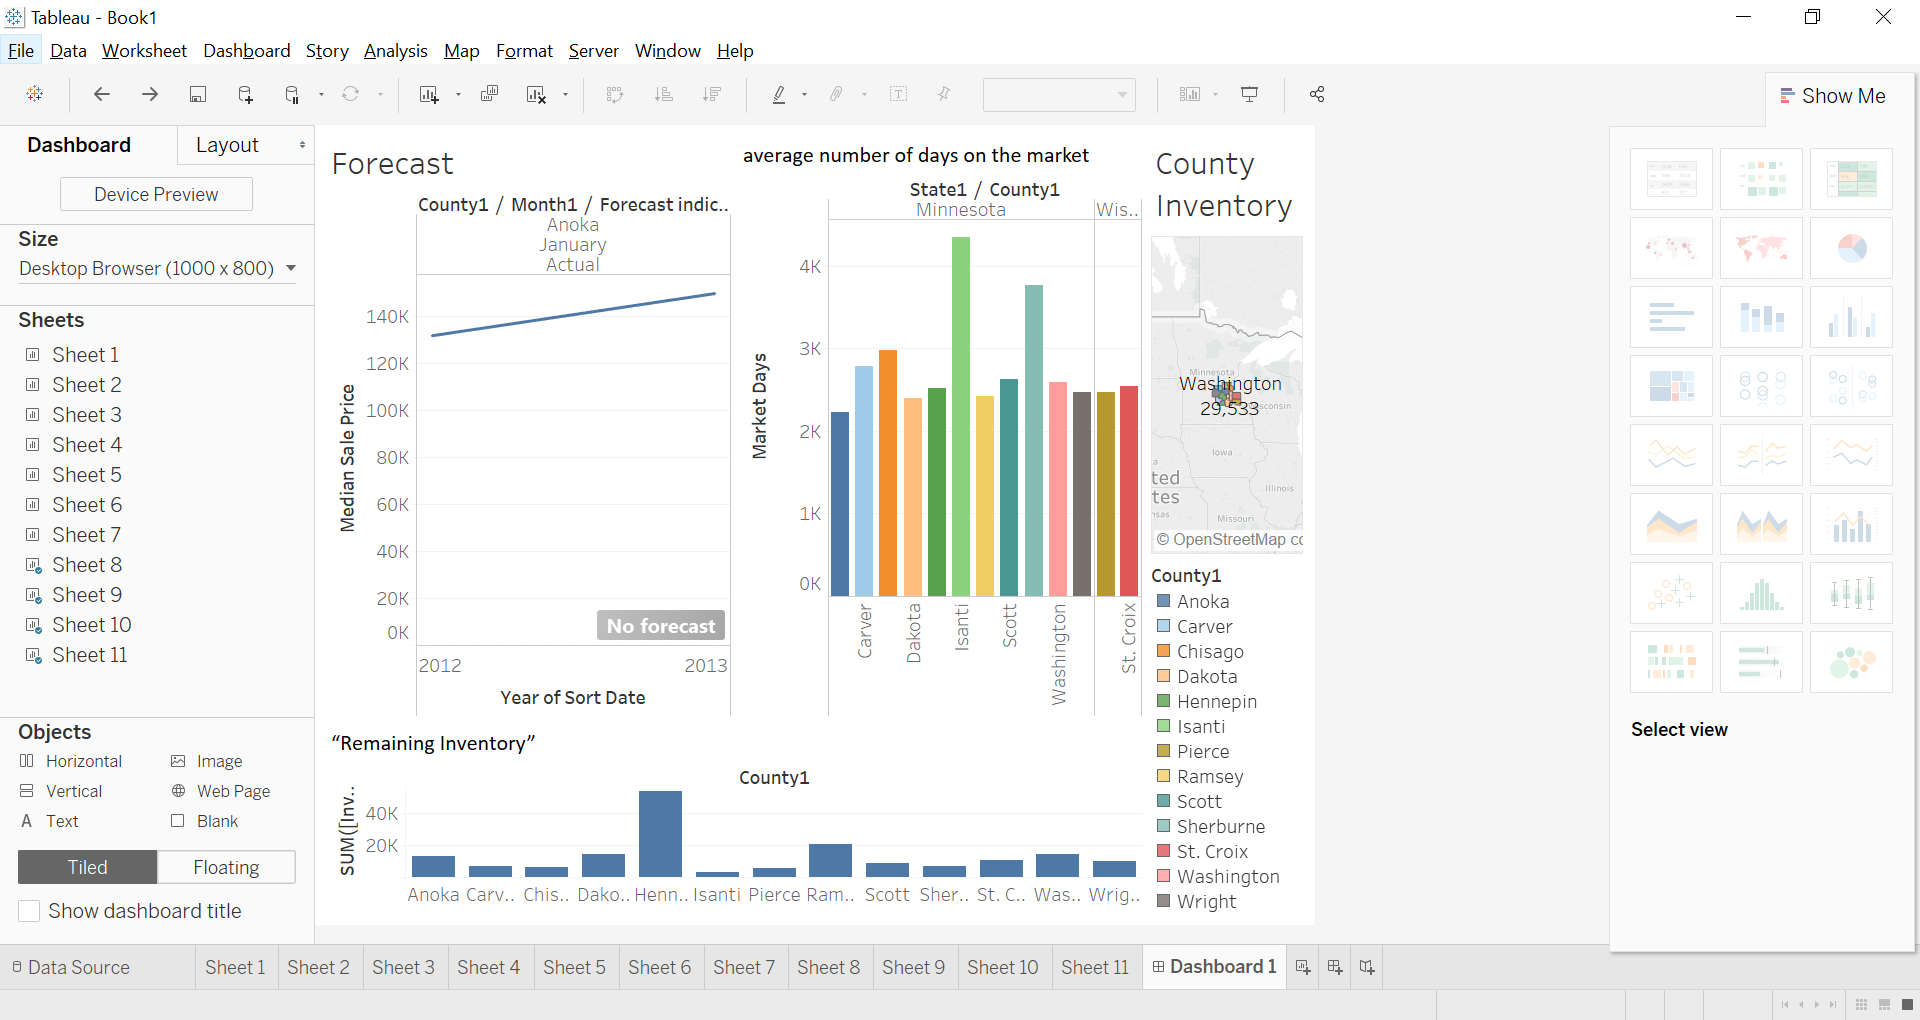 Tableau - Book1
File Data Worksheet Dashboard Story Analysis Map Format Server Window Help
Show Me
Dashboard
Layout
Device Preview
Size
Desktop Browser (1000 x 800)
Sheets
Sheet 1
Sheet 2
Sheet 3
Sheet 4
Sheet 5
Sheet 6
Sheet 7
Sheet 8
Sheet 9
Sheet 10
Sheet 11
Objects
Horizontal
Image
Vertical
Web Page
A Text
Blank
Tiled
Floating
Show dashboard title
Forecast
County1 / Month1 / Forecast indic..
Anoka
January
Actual
Median Sale Price
140K
120K
100K
80K
60K
40K
20K
0K
No forecast
2012
2013
Year of Sort Date
average number of days on the market
State1 / County1
Minnesota
Wis..
Market Days
4K
3K
2K
1K
0K
Carver
Dakota
Isanti
Scott
Washington
St. Croix
County
Inventory
Minnesota
Washington
29,533
Wisconsin
Iowa
ted
tes
Illinois
nsas
Missouri
© OpenStreetMap co
County1
Anoka
Carver
Chisago
Dakota
Hennepin
Isanti
Pierce
Ramsey
Scott
Sherburne
St. Croix
Washington
Wright
“Remaining Inventory”
County1
SUM([Inv..
40K
20K
Anoka Carv.. Chis.. Dako.. Henn.. Isanti Pierce Ram.. Scott Sher.. St. C.. Was.. Wrig..
Select view
Data Source
Sheet 1
Sheet 2
Sheet 3
Sheet 4
Sheet 5
Sheet 6
Sheet 7
Sheet 8
Sheet 9
Sheet 10
Sheet 11
Dashboard 1